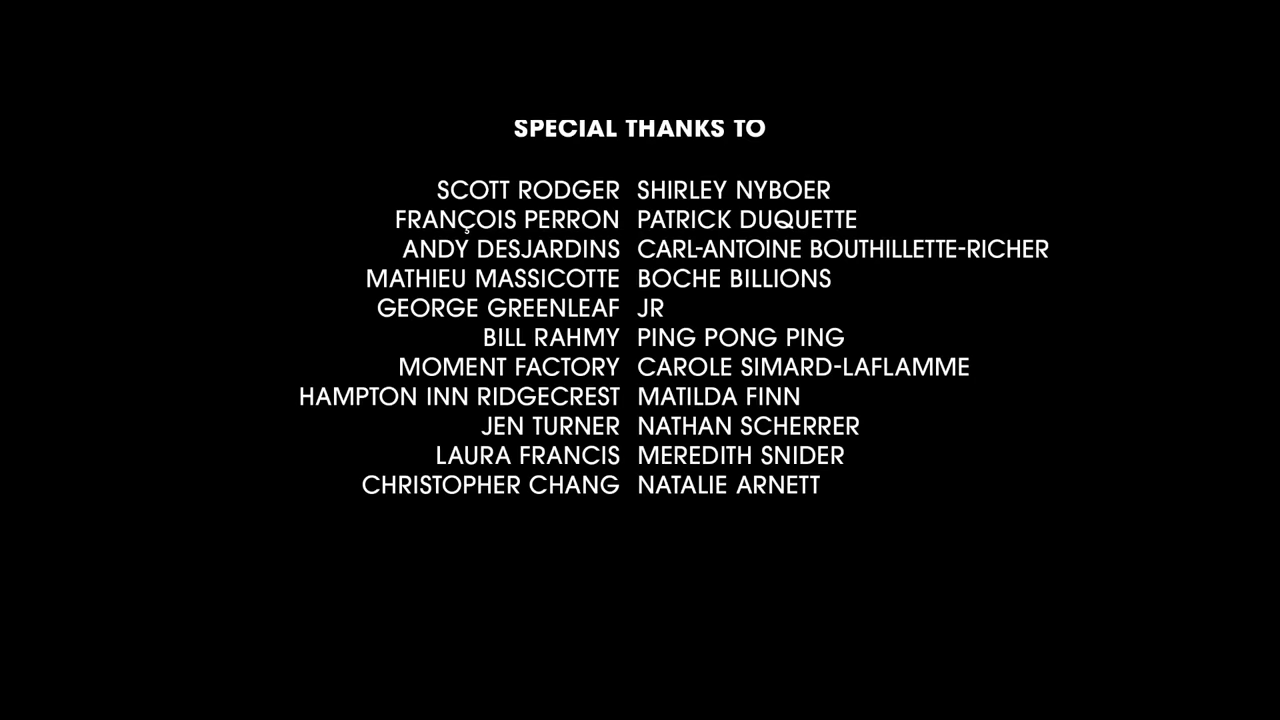 SPECIAL THANKS TO
SCOTT RODGER SHIRLEY NYBOER
FRANÇOIS PERRON PATRICK DUQUETTE
ANDY DESJARDINS CARL-ANTOINE BOUTHILLETTE-RICHER
MATHIEU MASSICOTTE BOCHE BILLIONS
GEORGE GREENLEAF JR
BILL RAHMY PING PONG PING
MOMENT FACTORY CAROLE SIMARD-LAFLAMME
HAMPTON INN RIDGECREST MATILDA FINN
JEN TURNER NATHAN SCHERRER
LAURA FRANCIS MEREDITH SNIDER
CHRISTOPHER CHANG NATALIE ARNETT